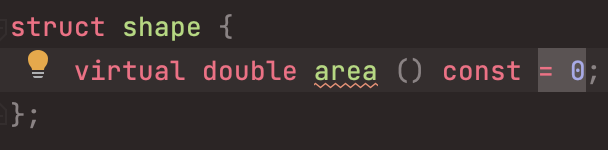 struct shape {
virtual double area () const = 0;
};